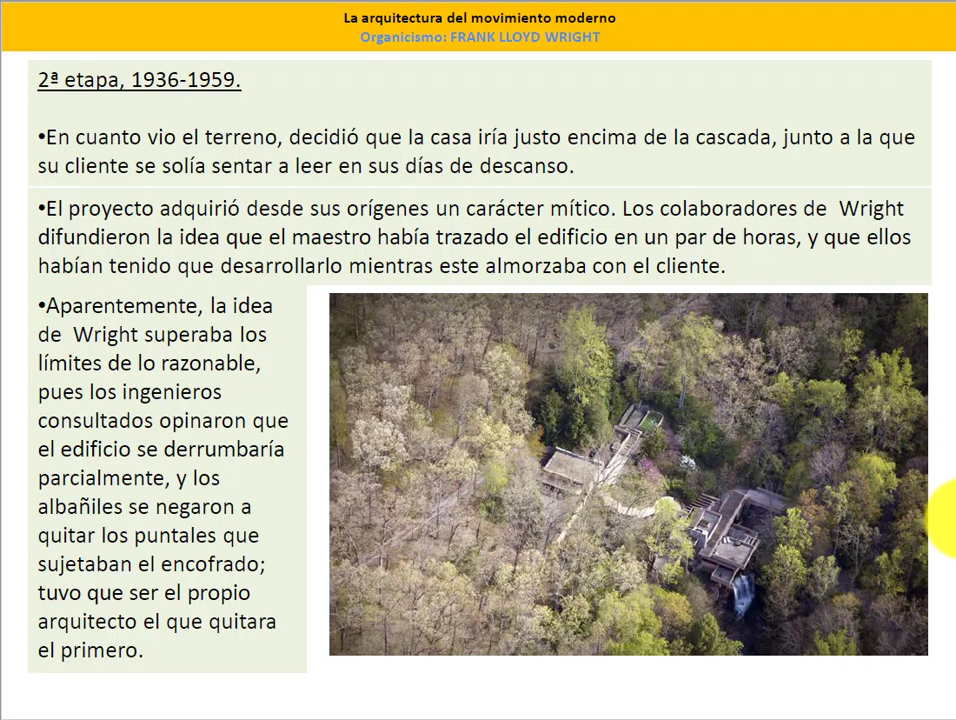 La arquitectura del movimiento moderno
Organicismo: FRANK LLOYD WRIGHT
2ª etapa, 1936-1959.
•En cuanto vio el terreno, decidió que la casa iría justo encima de la cascada, junto a la que
su cliente se solía sentar a leer en sus días de descanso.
•El proyecto adquirió desde sus orígenes un carácter mítico. Los colaboradores de  Wright
difundieron la idea que el maestro había trazado el edificio en un par de horas, y que ellos
habían tenido que desarrollarlo mientras este almorzaba con el cliente.
•Aparentemente, la idea
de  Wright superaba los
límites de lo razonable,
pues los ingenieros
consultados opinaron que
el edificio se derrumbaría
parcialmente, y los
albañiles se negaron a
quitar los puntales que
sujetaban el encofrado;
tuvo que ser el propio
arquitecto el que quitara
el primero.